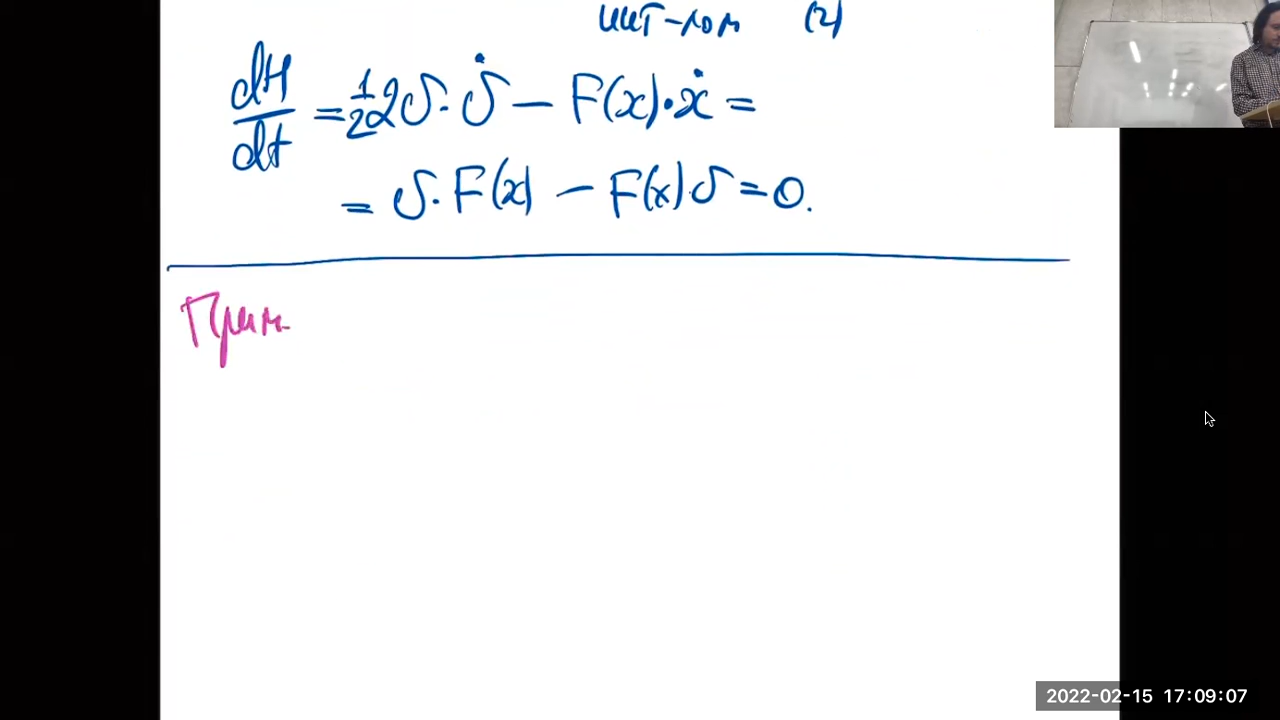 инт-лом (2)
dH/dt = 1/2 2υ · υ̇ − F(x) · ẋ =
= υ · F(x) − F(x) υ = 0.
Прим
2022-02-15 17:09:07